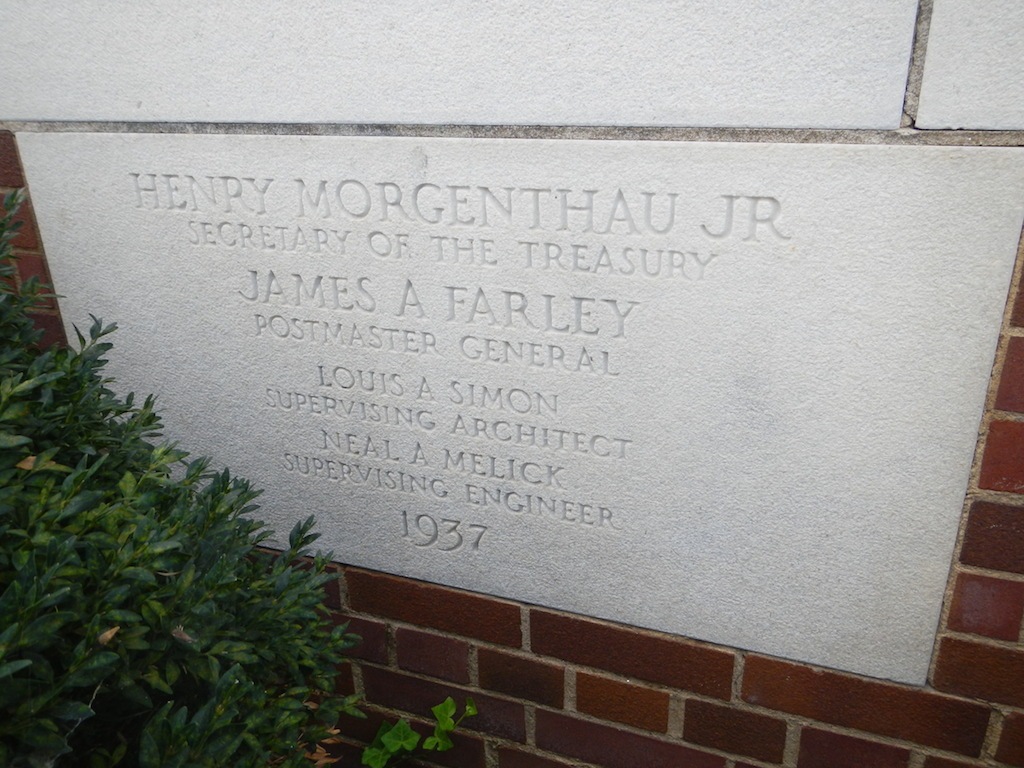 HENRY MORGENTHAU JR
SECRETARY OF THE TREASURY
JAMES A FARLEY
POSTMASTER GENERAL
LOUIS A SIMON
SUPERVISING ARCHITECT
NEAL A MELICK
SUPERVISING ENGINEER
1937